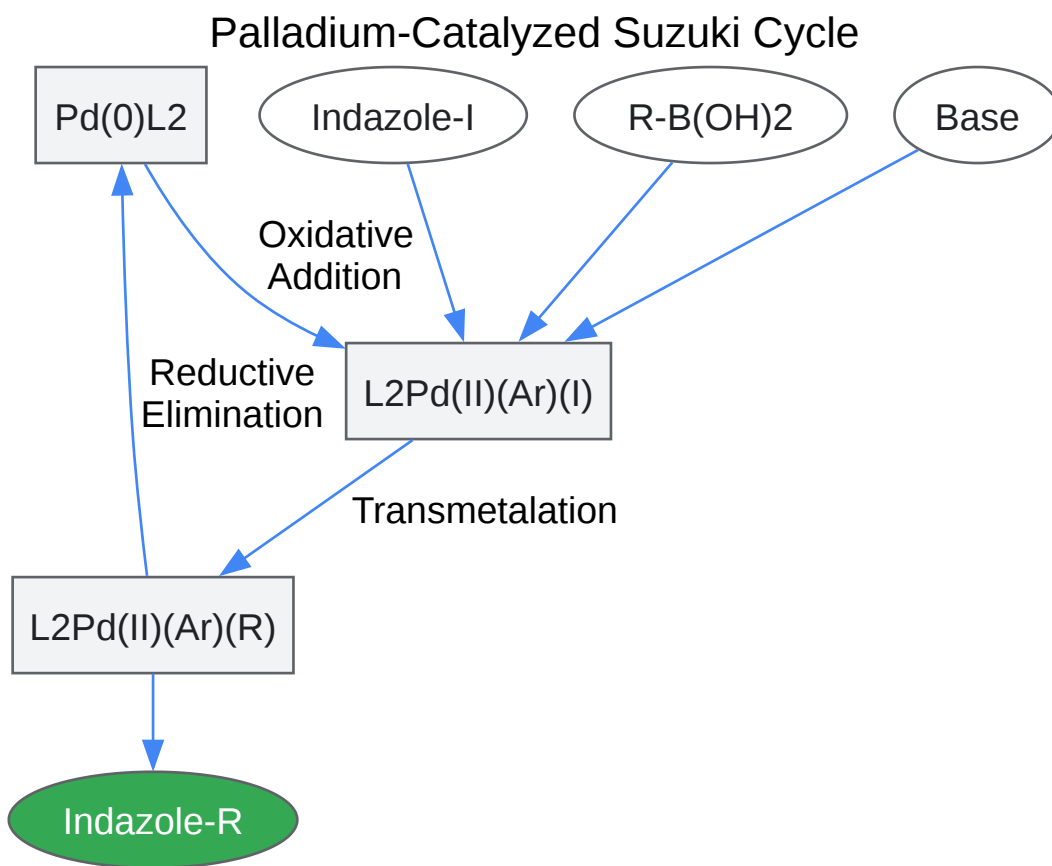 Palladium-Catalyzed Suzuki Cycle
Pd(0)L2
Indazole-I
R-B(OH)2
Base
Oxidative
Addition
Reductive
Elimination
L2Pd(II)(Ar)(I)
Transmetalation
L2Pd(II)(Ar)(R)
Indazole-R